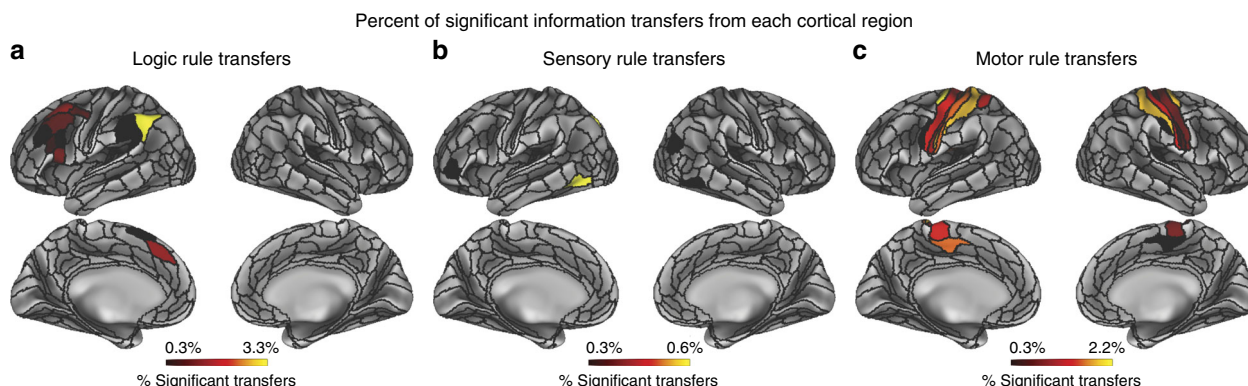 Percent of significant information transfers from each cortical region
a
Logic rule transfers
b
Sensory rule transfers
c
Motor rule transfers
0.3% 3.3%
% Significant transfers
0.3% 0.6%
% Significant transfers
0.3% 2.2%
% Significant transfers